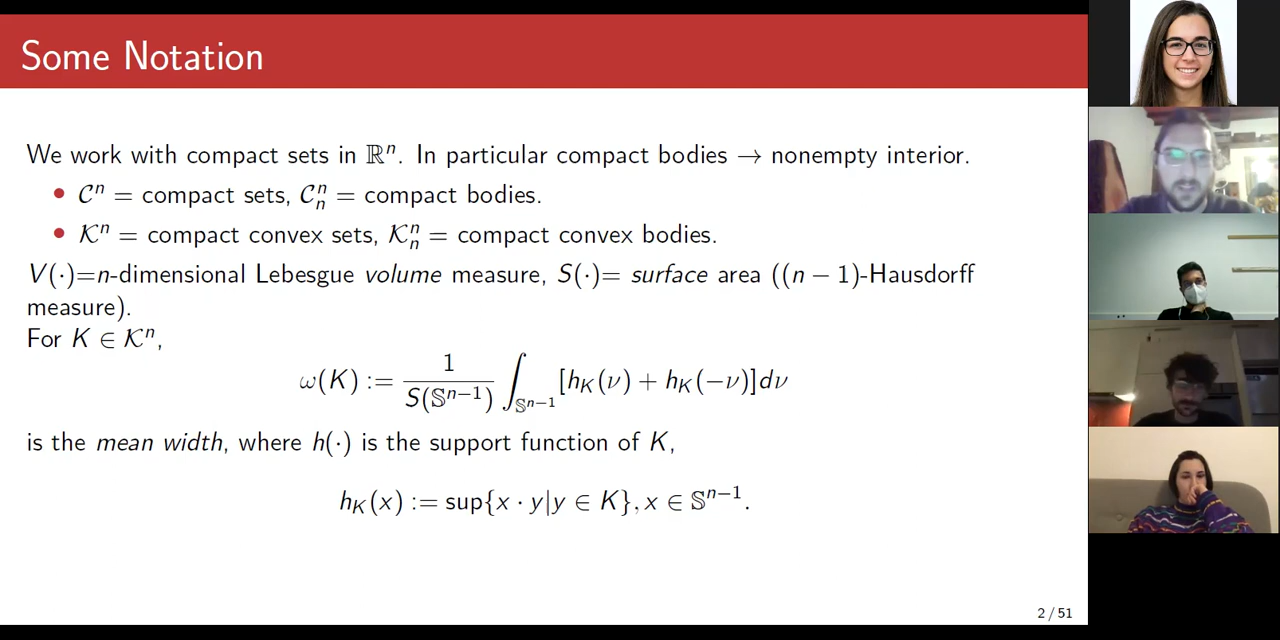 Some Notation
We work with compact sets in ℝⁿ. In particular compact bodies → nonempty interior.
• 𝒞ⁿ = compact sets, 𝒞ₙⁿ = compact bodies.
• 𝒦ⁿ = compact convex sets, 𝒦ₙⁿ = compact convex bodies.
V(·)=n-dimensional Lebesgue volume measure, S(·)= surface area ((n − 1)-Hausdorff
measure).
For K ∈ 𝒦ⁿ,
ω(K) := 1/S(𝕊ⁿ⁻¹) ∫_𝕊ⁿ⁻¹ [h_K(ν) + h_K(−ν)]dν
is the mean width, where h(·) is the support function of K,
h_K(x) := sup{x · y|y ∈ K}, x ∈ 𝕊ⁿ⁻¹.
2 / 51